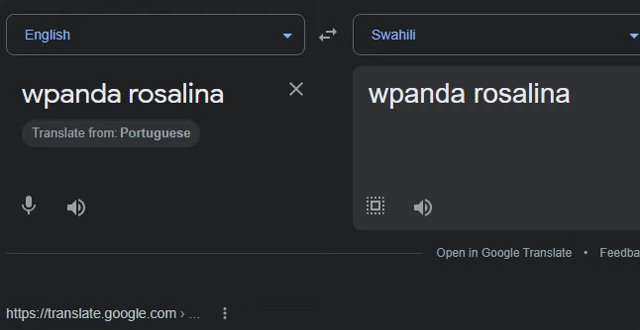 English
Swahili
wpanda rosalina
wpanda rosalina
Translate from: Portuguese
Open in Google Translate • Feedba
https://translate.google.com › ...